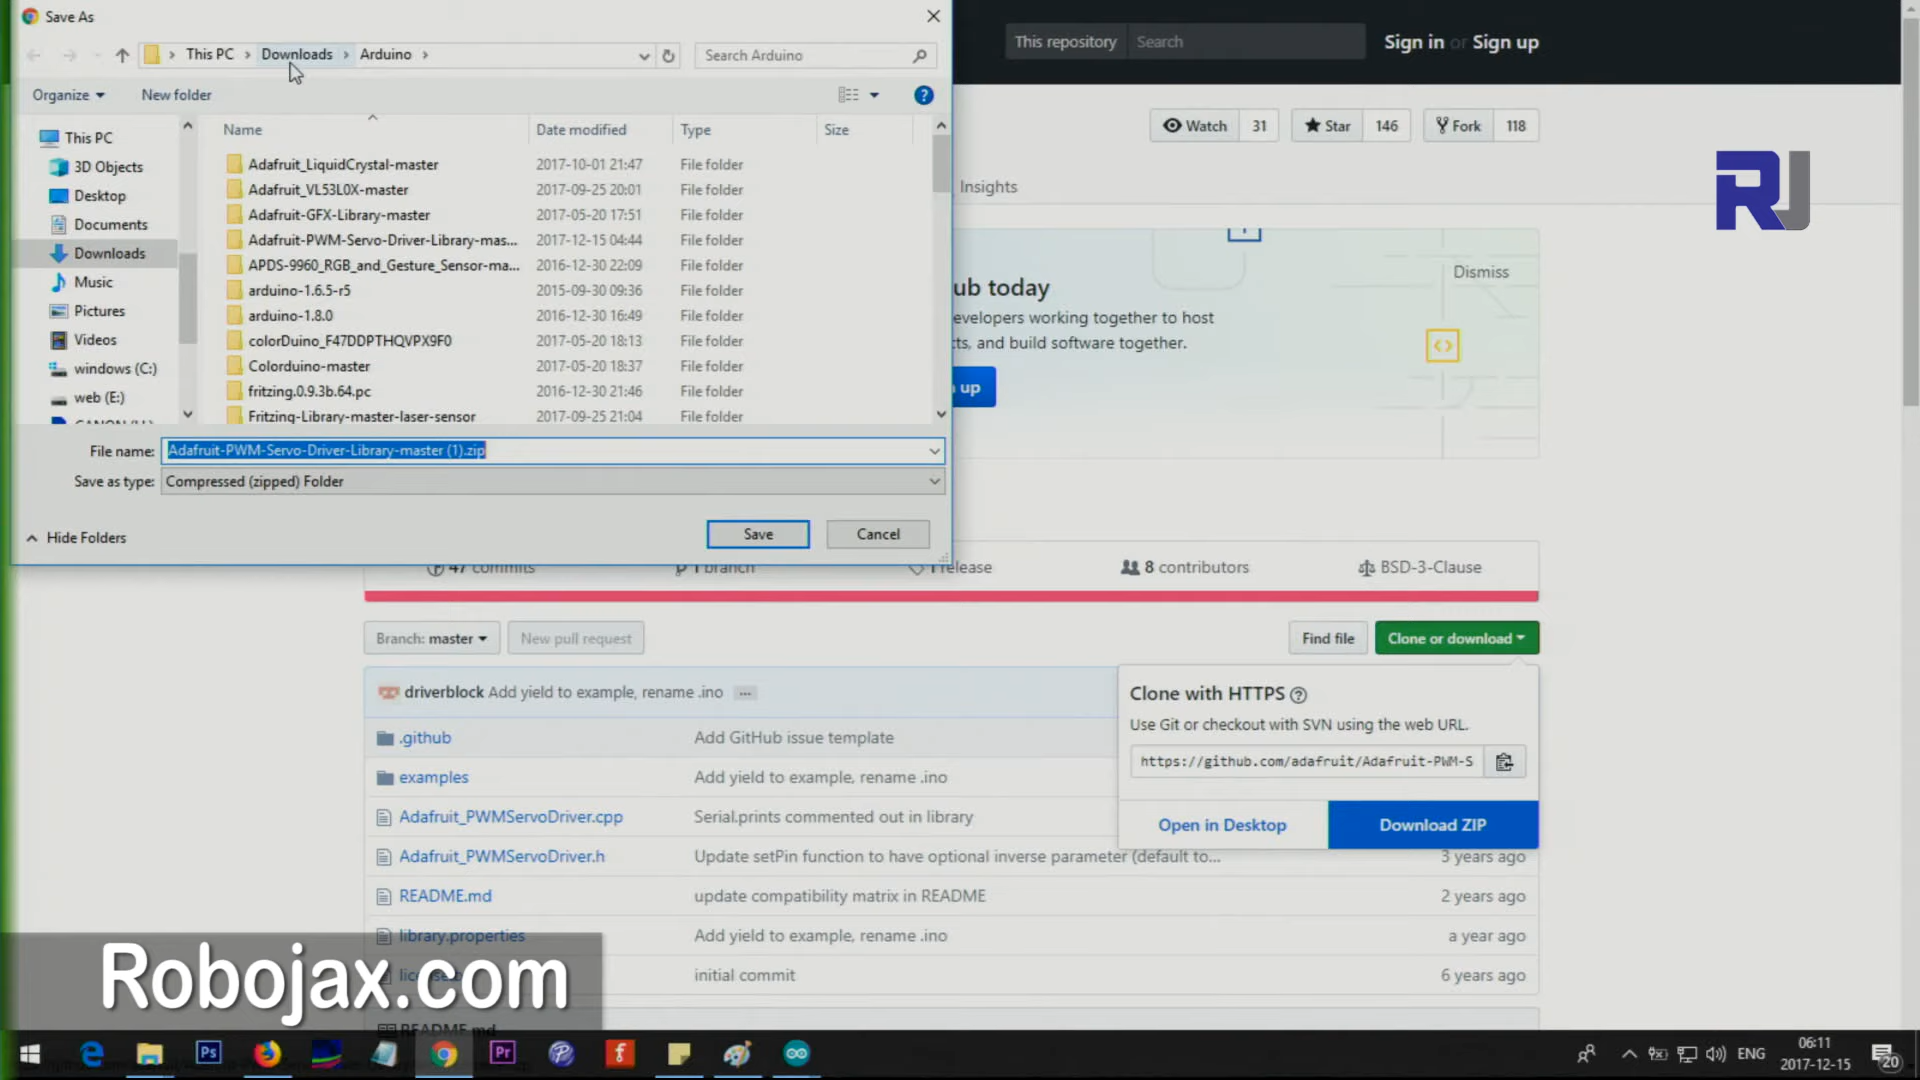 Save As
This PC
Downloads
Arduino
Search Arduino
Organize
New folder
Name
Date modified
Type
Size
This PC
3D Objects
Desktop
Documents
Downloads
Music
Pictures
Videos
windows (C:)
web (E:)
Adafruit_LiquidCrystal-master 2017-10-01 21:47 File folder
Adafruit_VL53L0X-master 2017-09-25 20:01 File folder
Adafruit-GFX-Library-master 2017-05-20 17:51 File folder
Adafruit-PWM-Servo-Driver-Library-mas... 2017-12-15 04:44 File folder
APDS-9960_RGB_and_Gesture_Sensor-ma... 2016-12-30 22:09 File folder
arduino-1.6.5-r5 2015-09-30 09:36 File folder
arduino-1.8.0 2016-12-30 16:49 File folder
colorDuino_F47DDPTHQVPX9F0 2017-05-20 18:13 File folder
Colorduino-master 2017-05-20 18:37 File folder
fritzing.0.9.3b.64.pc 2016-12-30 21:46 File folder
Fritzing-Library-master-laser-sensor 2017-09-25 21:04 File folder
File name: Adafruit-PWM-Servo-Driver-Library-master (1).zip
Save as type: Compressed (zipped) Folder
Hide Folders
Save
Cancel
This repository
Search
Sign in or Sign up
Watch 31
Star 146
Fork 118
Insights
RJ
Dismiss
ub today
evelopers working together to host
cts, and build software together.
up
47 commits
1 branch
1 release
8 contributors
BSD-3-Clause
Branch: master
New pull request
Find file
Clone or download
driverblock Add yield to example, rename .ino ...
Clone with HTTPS
Use Git or checkout with SVN using the web URL.
https://github.com/adafruit/Adafruit-PWM-S
Open in Desktop
Download ZIP
.github Add GitHub issue template
examples Add yield to example, rename .ino
Adafruit_PWMServoDriver.cpp Serial.prints commented out in library
Adafruit_PWMServoDriver.h Update setPin function to have optional inverse parameter (default to... 3 years ago
README.md update compatibility matrix in README 2 years ago
library.properties Add yield to example, rename .ino a year ago
initial commit 6 years ago
README.md
Robojax.com
Ps
Pr
ENG
06:11
2017-12-15
20